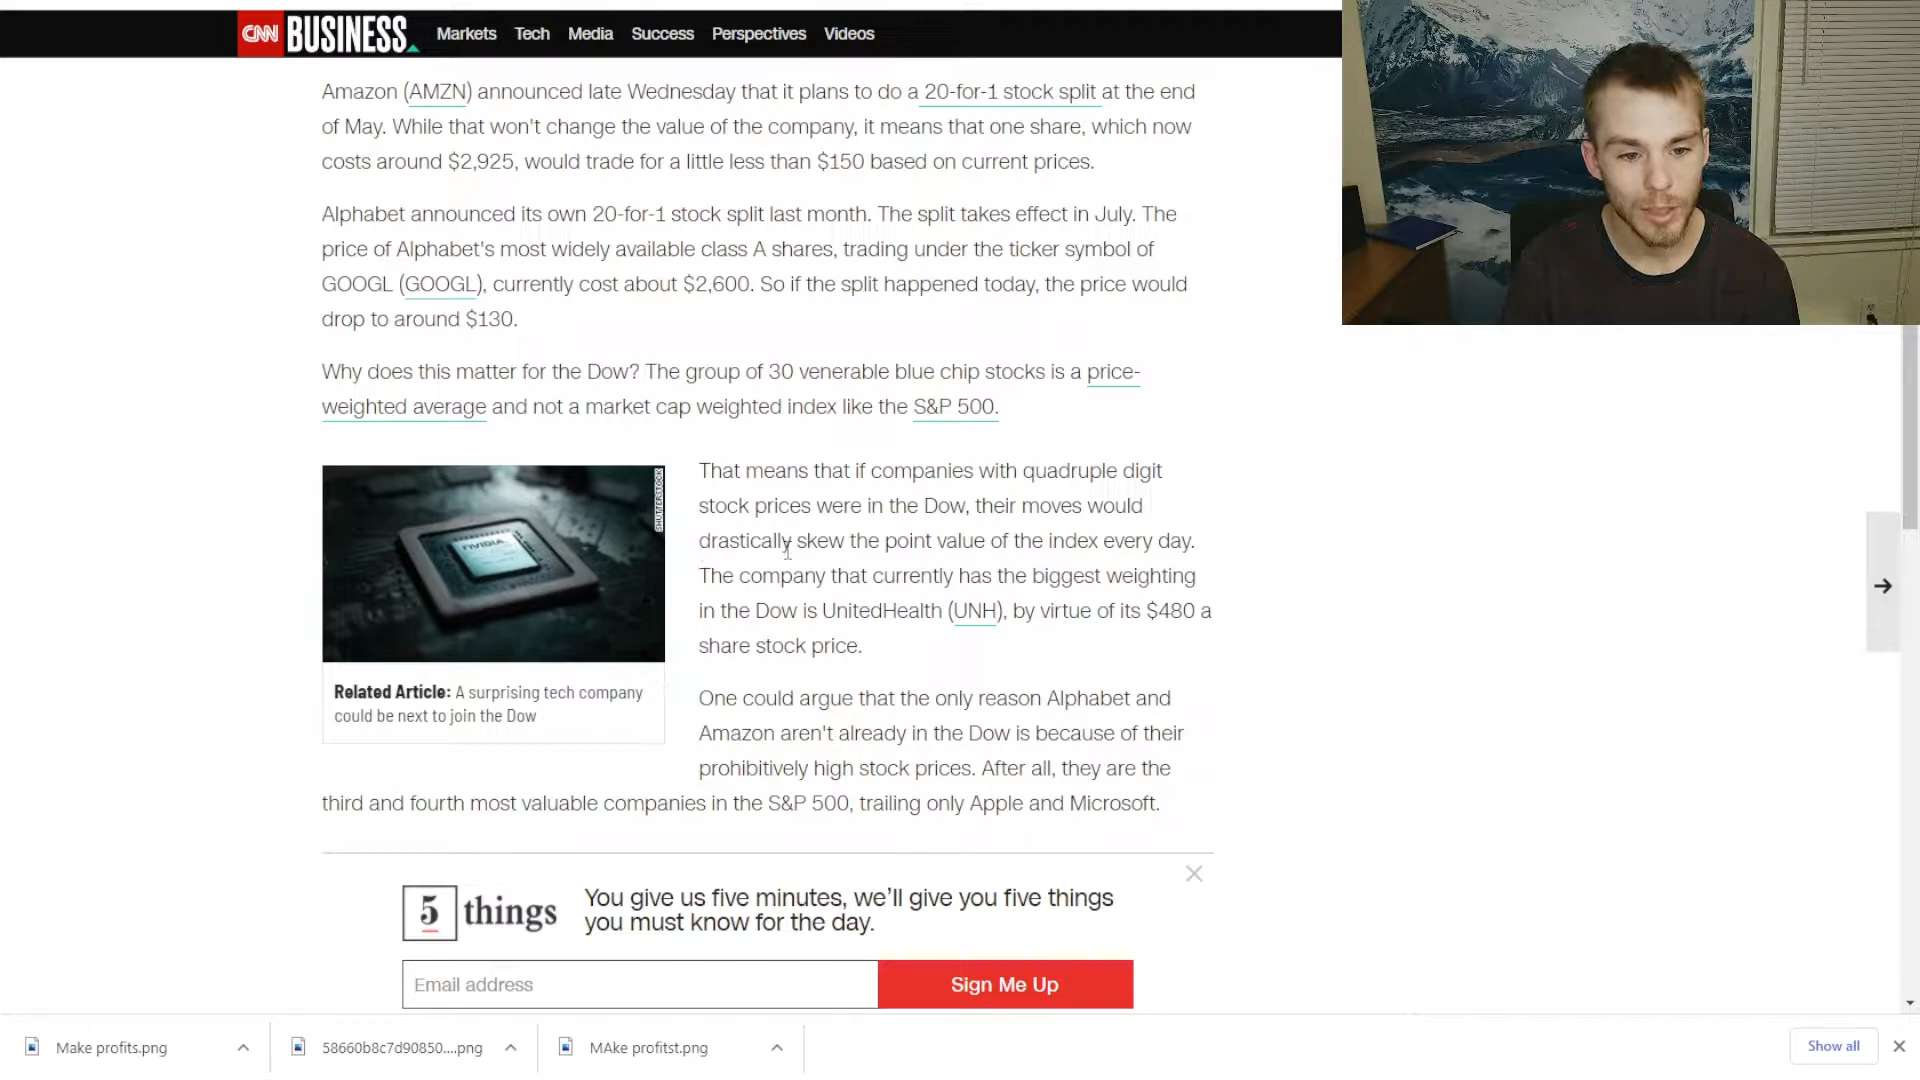 CNN BUSINESS Markets Tech Media Success Perspectives Videos
Amazon (AMZN) announced late Wednesday that it plans to do a 20-for-1 stock split at the end
of May. While that won't change the value of the company, it means that one share, which now
costs around $2,925, would trade for a little less than $150 based on current prices.
Alphabet announced its own 20-for-1 stock split last month. The split takes effect in July. The
price of Alphabet's most widely available class A shares, trading under the ticker symbol of
GOOGL (GOOGL), currently cost about $2,600. So if the split happened today, the price would
drop to around $130.
Why does this matter for the Dow? The group of 30 venerable blue chip stocks is a price-
weighted average and not a market cap weighted index like the S&P 500.
SHUTTERSTOCK
NVIDIA
Related Article: A surprising tech company
could be next to join the Dow
That means that if companies with quadruple digit
stock prices were in the Dow, their moves would
drastically skew the point value of the index every day.
The company that currently has the biggest weighting
in the Dow is UnitedHealth (UNH), by virtue of its $480 a
share stock price.
One could argue that the only reason Alphabet and
Amazon aren't already in the Dow is because of their
prohibitively high stock prices. After all, they are the
third and fourth most valuable companies in the S&P 500, trailing only Apple and Microsoft.
5 things
You give us five minutes, we'll give you five things
you must know for the day.
Email address
Sign Me Up
Make profits.png
58660b8c7d90850....png
MAke profitst.png
Show all